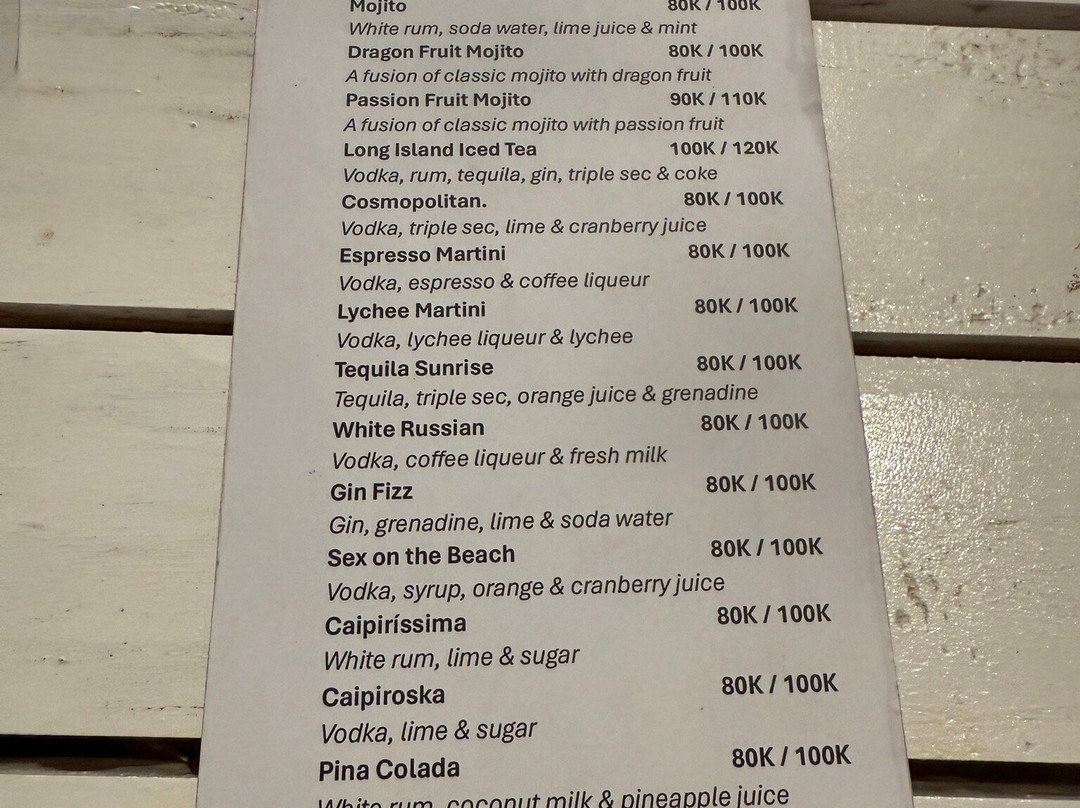 Mojito 80K / 100K
White rum, soda water, lime juice & mint
Dragon Fruit Mojito 80K / 100K
A fusion of classic mojito with dragon fruit
Passion Fruit Mojito 90K / 110K
A fusion of classic mojito with passion fruit
Long Island Iced Tea 100K / 120K
Vodka, rum, tequila, gin, triple sec & coke
Cosmopolitan. 80K / 100K
Vodka, triple sec, lime & cranberry juice
Espresso Martini 80K / 100K
Vodka, espresso & coffee liqueur
Lychee Martini 80K / 100K
Vodka, lychee liqueur & lychee
Tequila Sunrise 80K / 100K
Tequila, triple sec, orange juice & grenadine
White Russian 80K / 100K
Vodka, coffee liqueur & fresh milk
Gin Fizz 80K / 100K
Gin, grenadine, lime & soda water
Sex on the Beach 80K / 100K
Vodka, syrup, orange & cranberry juice
Caipiríssima 80K / 100K
White rum, lime & sugar
Caipiroska 80K / 100K
Vodka, lime & sugar
Pina Colada 80K / 100K
White rum, coconut milk & pineapple juice